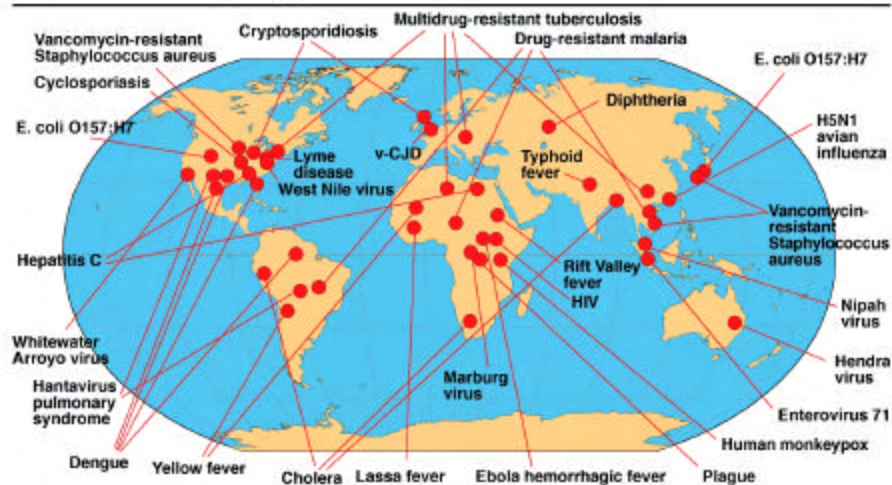 Multidrug-resistant tuberculosis
Cryptosporidiosis
Drug-resistant malaria
Vancomycin-resistant
Staphylococcus aureus
E. coli O157:H7
Cyclosporiasis
Diphtheria
E. coli O157:H7
H5N1
avian
influenza
Lyme
disease
v-CJD
Typhoid
fever
West Nile virus
Vancomycin-
resistant
Staphylococcus
aureus
Hepatitis C
Rift Valley
fever
HIV
Nipah
virus
Whitewater
Arroyo virus
Hendra
virus
Hantavirus
pulmonary
syndrome
Marburg
virus
Enterovirus 71
Human monkeypox
Dengue
Yellow fever
Cholera
Lassa fever
Ebola hemorrhagic fever
Plague